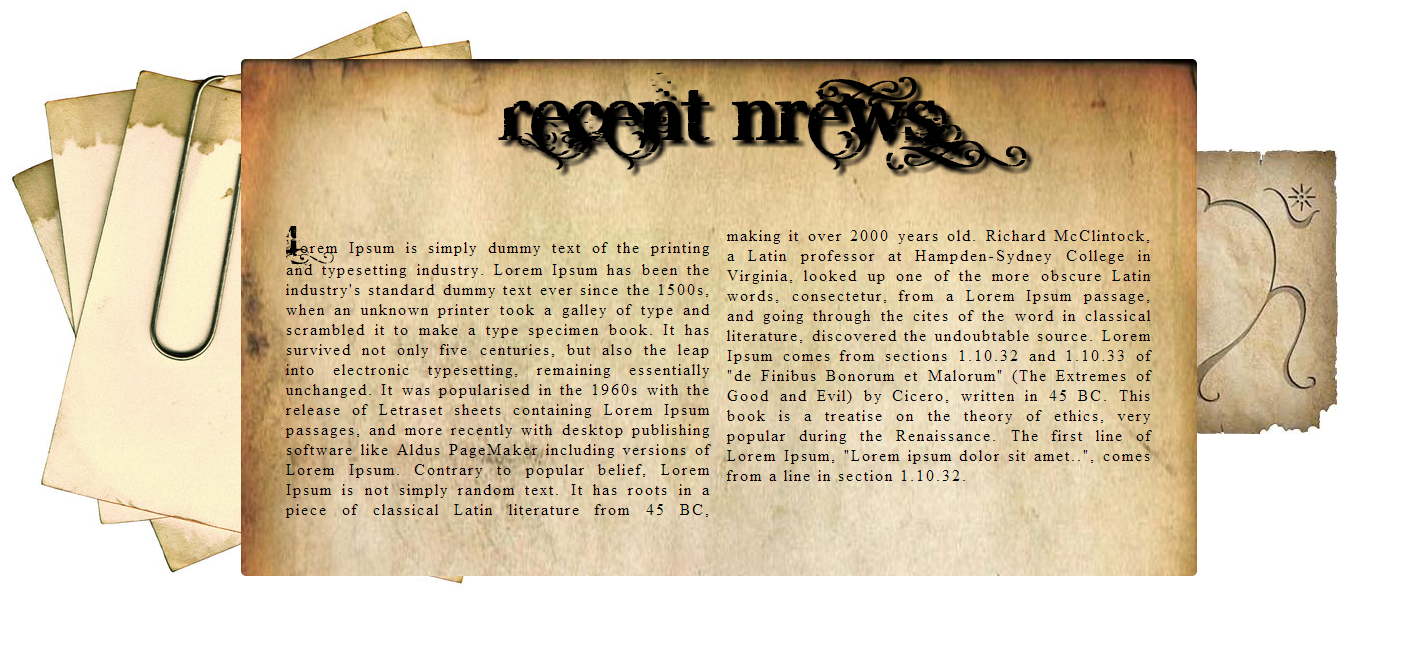 recent nrews
Lorem Ipsum is simply dummy text of the printing
and typesetting industry. Lorem Ipsum has been the
industry's standard dummy text ever since the 1500s,
when an unknown printer took a galley of type and
scrambled it to make a type specimen book. It has
survived not only five centuries, but also the leap
into electronic typesetting, remaining essentially
unchanged. It was popularised in the 1960s with the
release of Letraset sheets containing Lorem Ipsum
passages, and more recently with desktop publishing
software like Aldus PageMaker including versions of
Lorem Ipsum. Contrary to popular belief, Lorem
Ipsum is not simply random text. It has roots in a
piece of classical Latin literature from 45 BC,
making it over 2000 years old. Richard McClintock,
a Latin professor at Hampden-Sydney College in
Virginia, looked up one of the more obscure Latin
words, consectetur, from a Lorem Ipsum passage,
and going through the cites of the word in classical
literature, discovered the undoubtable source. Lorem
Ipsum comes from sections 1.10.32 and 1.10.33 of
"de Finibus Bonorum et Malorum" (The Extremes of
Good and Evil) by Cicero, written in 45 BC. This
book is a treatise on the theory of ethics, very
popular during the Renaissance. The first line of
Lorem Ipsum, "Lorem ipsum dolor sit amet..", comes
from a line in section 1.10.32.